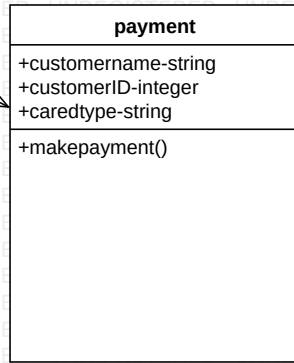 payment
+customername-string
+customerID-integer
+caredtype-string
+makepayment()